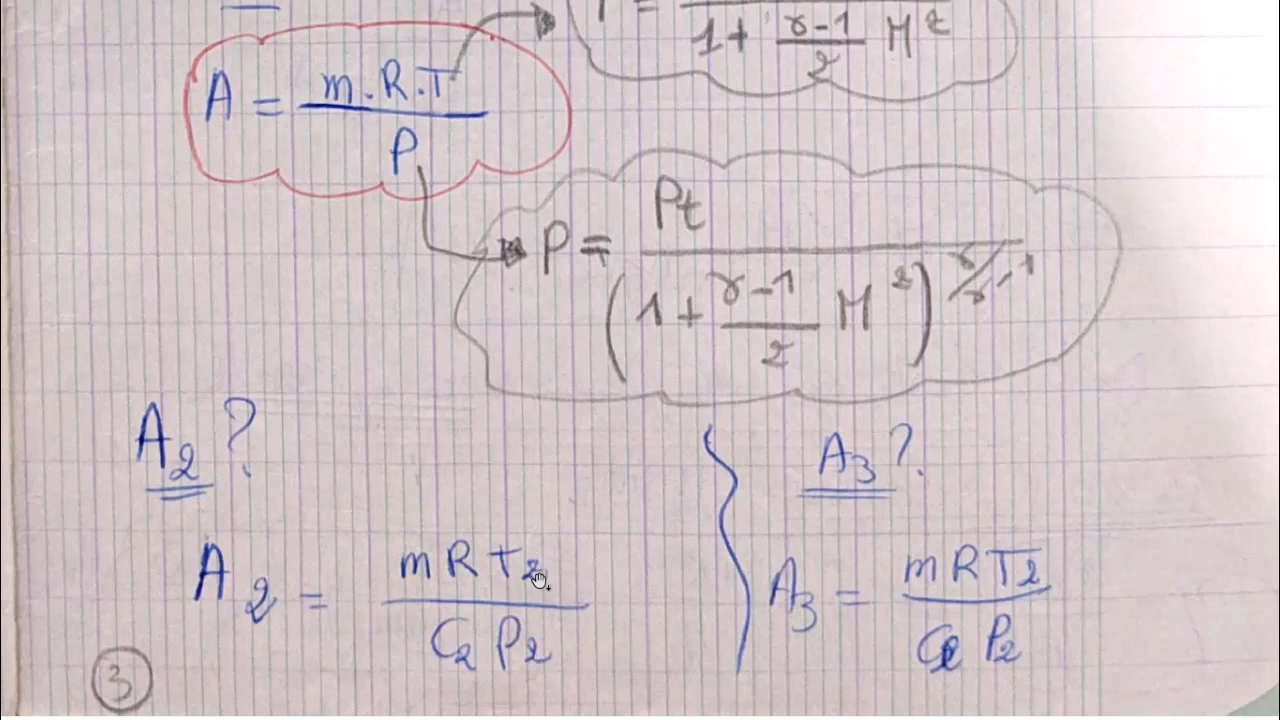 1 + γ-1/2 M²
A = m.R.T / P
P = Pt / (1 + γ-1/2 M²)^γ/γ-1
A₂ ?
A₃ ?
A₂ = m R T₂ / C₂ P₂
A₃ = m R T₂ / C₂ P₂
3